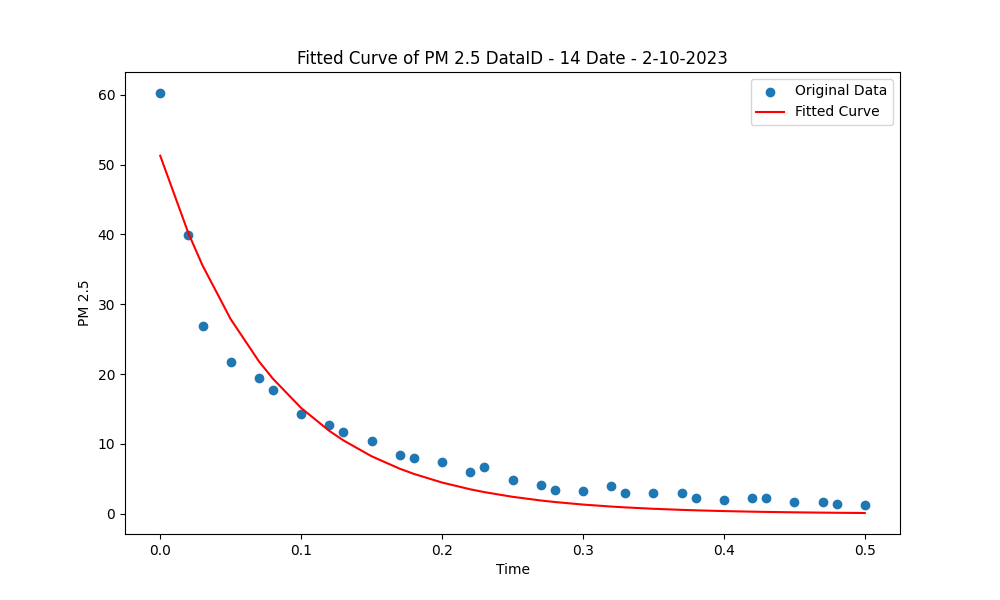 Fitted Curve of PM 2.5 DataID - 14 Date - 2-10-2023
Original Data
Fitted Curve
PM 2.5
60
50
40
30
20
10
0
0.0 0.1 0.2 0.3 0.4 0.5
Time